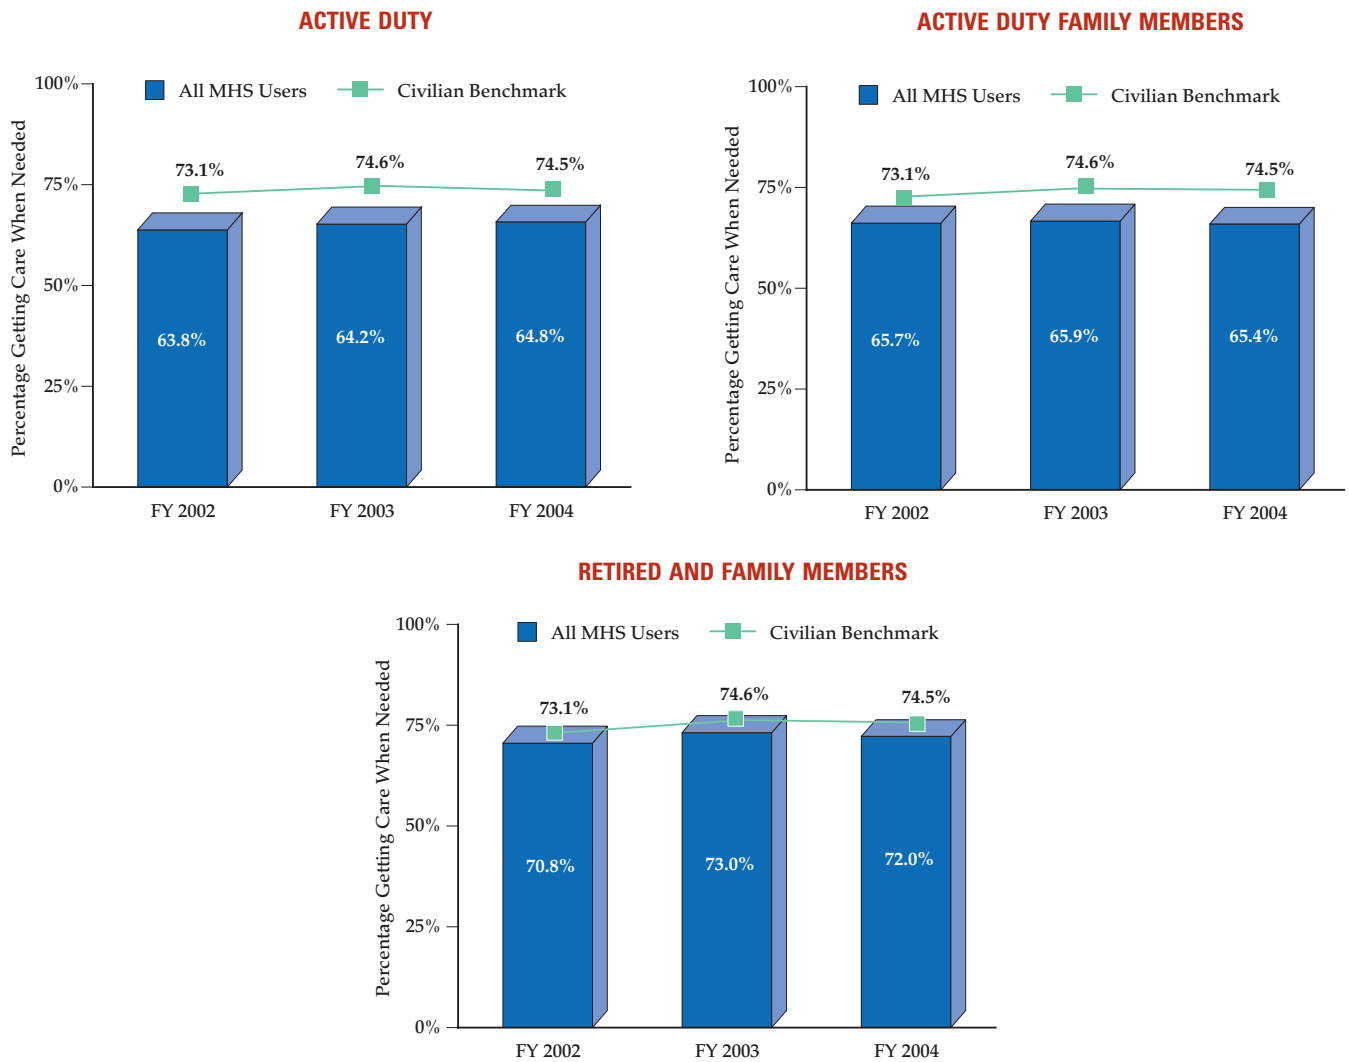 ACTIVE DUTY
Percentage Getting Care When Needed
100%
75%
50%
25%
0%
All MHS Users
Civilian Benchmark
73.1%
74.6%
74.5%
63.8%
64.2%
64.8%
FY 2002
FY 2003
FY 2004
ACTIVE DUTY FAMILY MEMBERS
Percentage Getting Care When Needed
100%
75%
50%
25%
0%
All MHS Users
Civilian Benchmark
73.1%
74.6%
74.5%
65.7%
65.9%
65.4%
FY 2002
FY 2003
FY 2004
RETIRED AND FAMILY MEMBERS
Percentage Getting Care When Needed
100%
75%
50%
25%
0%
All MHS Users
Civilian Benchmark
73.1%
74.6%
74.5%
70.8%
73.0%
72.0%
FY 2002
FY 2003
FY 2004